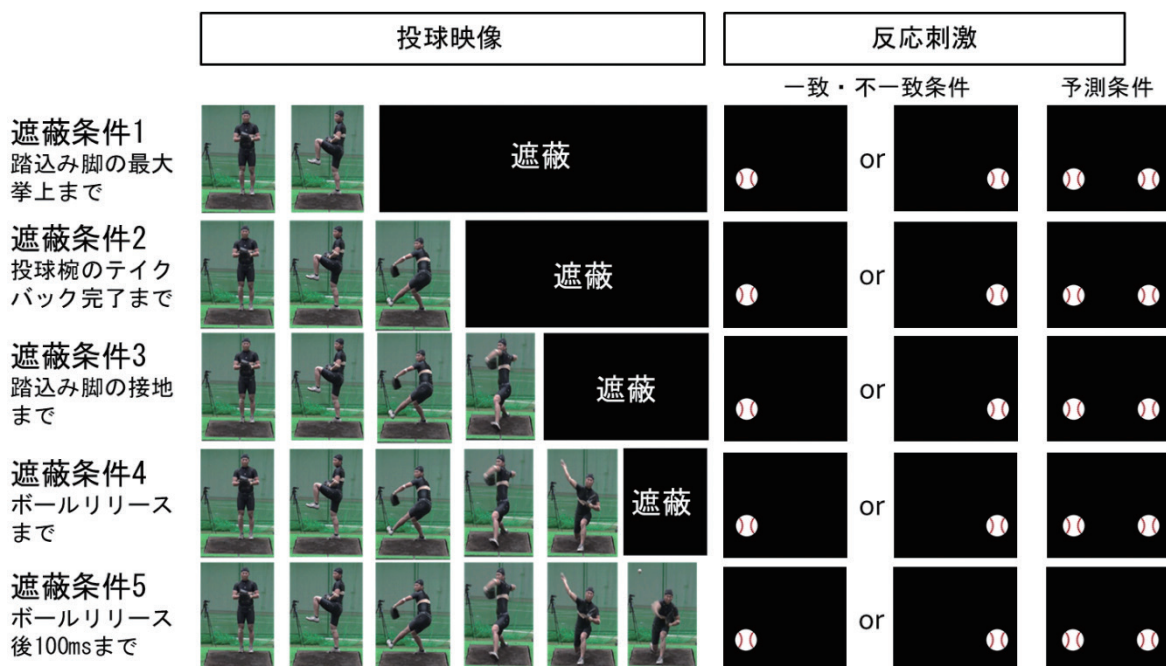 投球映像
反応刺激
一致・不一致条件
予測条件
遮蔽条件1
踏込み脚の最大
挙上まで
遮蔽
or
遮蔽条件2
投球椀のテイク
バック完了まで
遮蔽
or
遮蔽条件3
踏込み脚の接地
まで
遮蔽
or
遮蔽条件4
ボールリリース
まで
遮蔽
or
遮蔽条件5
ボールリリース
後100msまで
or